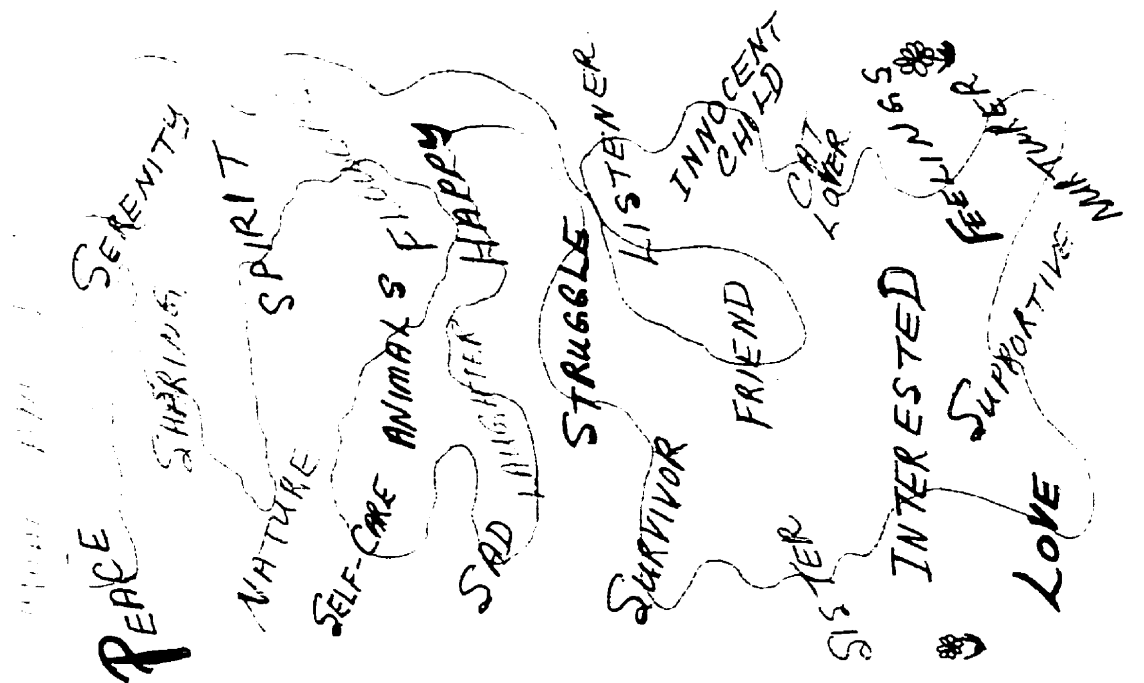 PEACE SERENITY
SHARING
NATURE SPIRIT
SELF-CARE ANIMALS
SAD LAUGHTER HAPPY
STRUGGLE LISTENER
SURVIVOR FRIEND INNOCENT
CHILD
SISTER CAT
LOVER
INTERESTED FEELINGS
LOVE SUPPORTIVE NURTURER